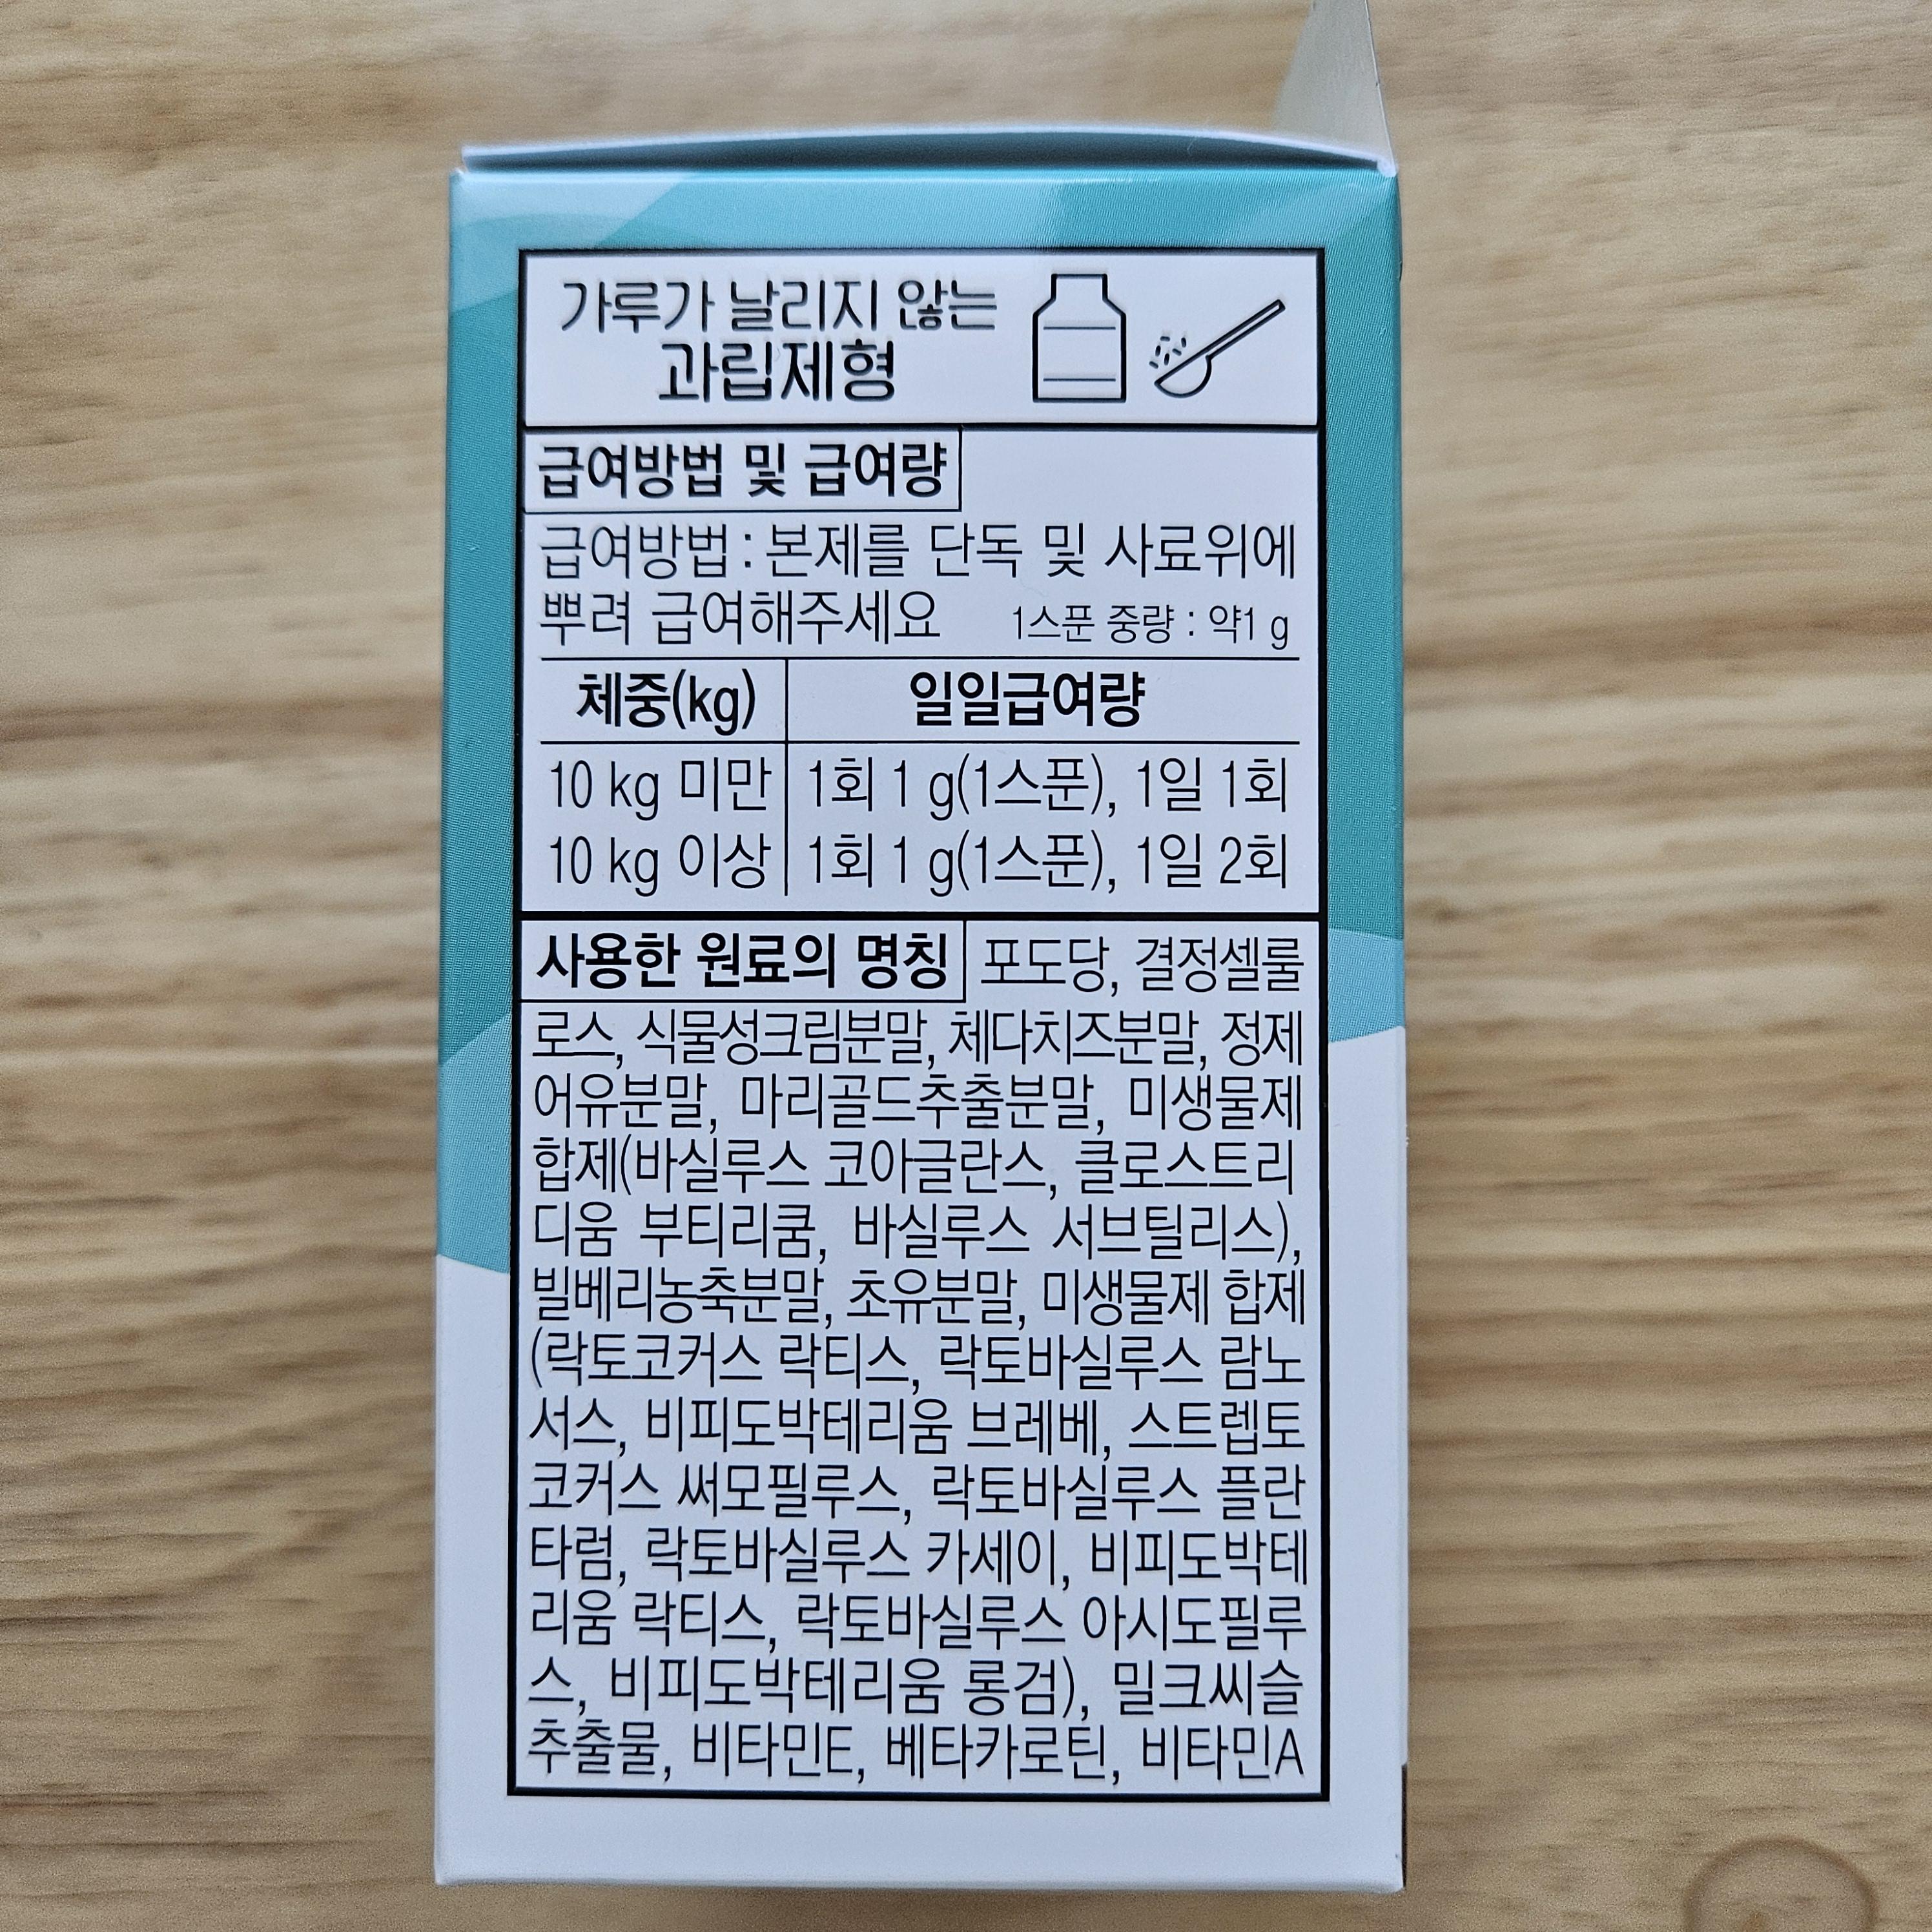 가루가 날리지 않는
과립제형
급여방법 및 급여량
급여방법 : 본제를 단독 및 사료위에
뿌려 급여해주세요 1스푼 중량 : 약1 g
체중(kg) 일일급여량
10 kg 미만 1회 1 g(1스푼), 1일 1회
10 kg 이상 1회 1 g(1스푼), 1일 2회
사용한 원료의 명칭 포도당, 결정셀룰
로스, 식물성크림분말, 체다치즈분말, 정제
어유분말, 마리골드추출분말, 미생물제
합제(바실루스 코아글란스, 클로스트리
디움 부티리쿰, 바실루스 서브틸리스),
빌베리농축분말, 초유분말, 미생물제 합제
(락토코커스 락티스, 락토바실루스 람노
서스, 비피도박테리움 브레베, 스트렙토
코커스 써모필루스, 락토바실루스 플란
타럼, 락토바실루스 카세이, 비피도박테
리움 락티스, 락토바실루스 아시도필루
스, 비피도박테리움 롱검), 밀크씨슬
추출물, 비타민E, 베타카로틴, 비타민A